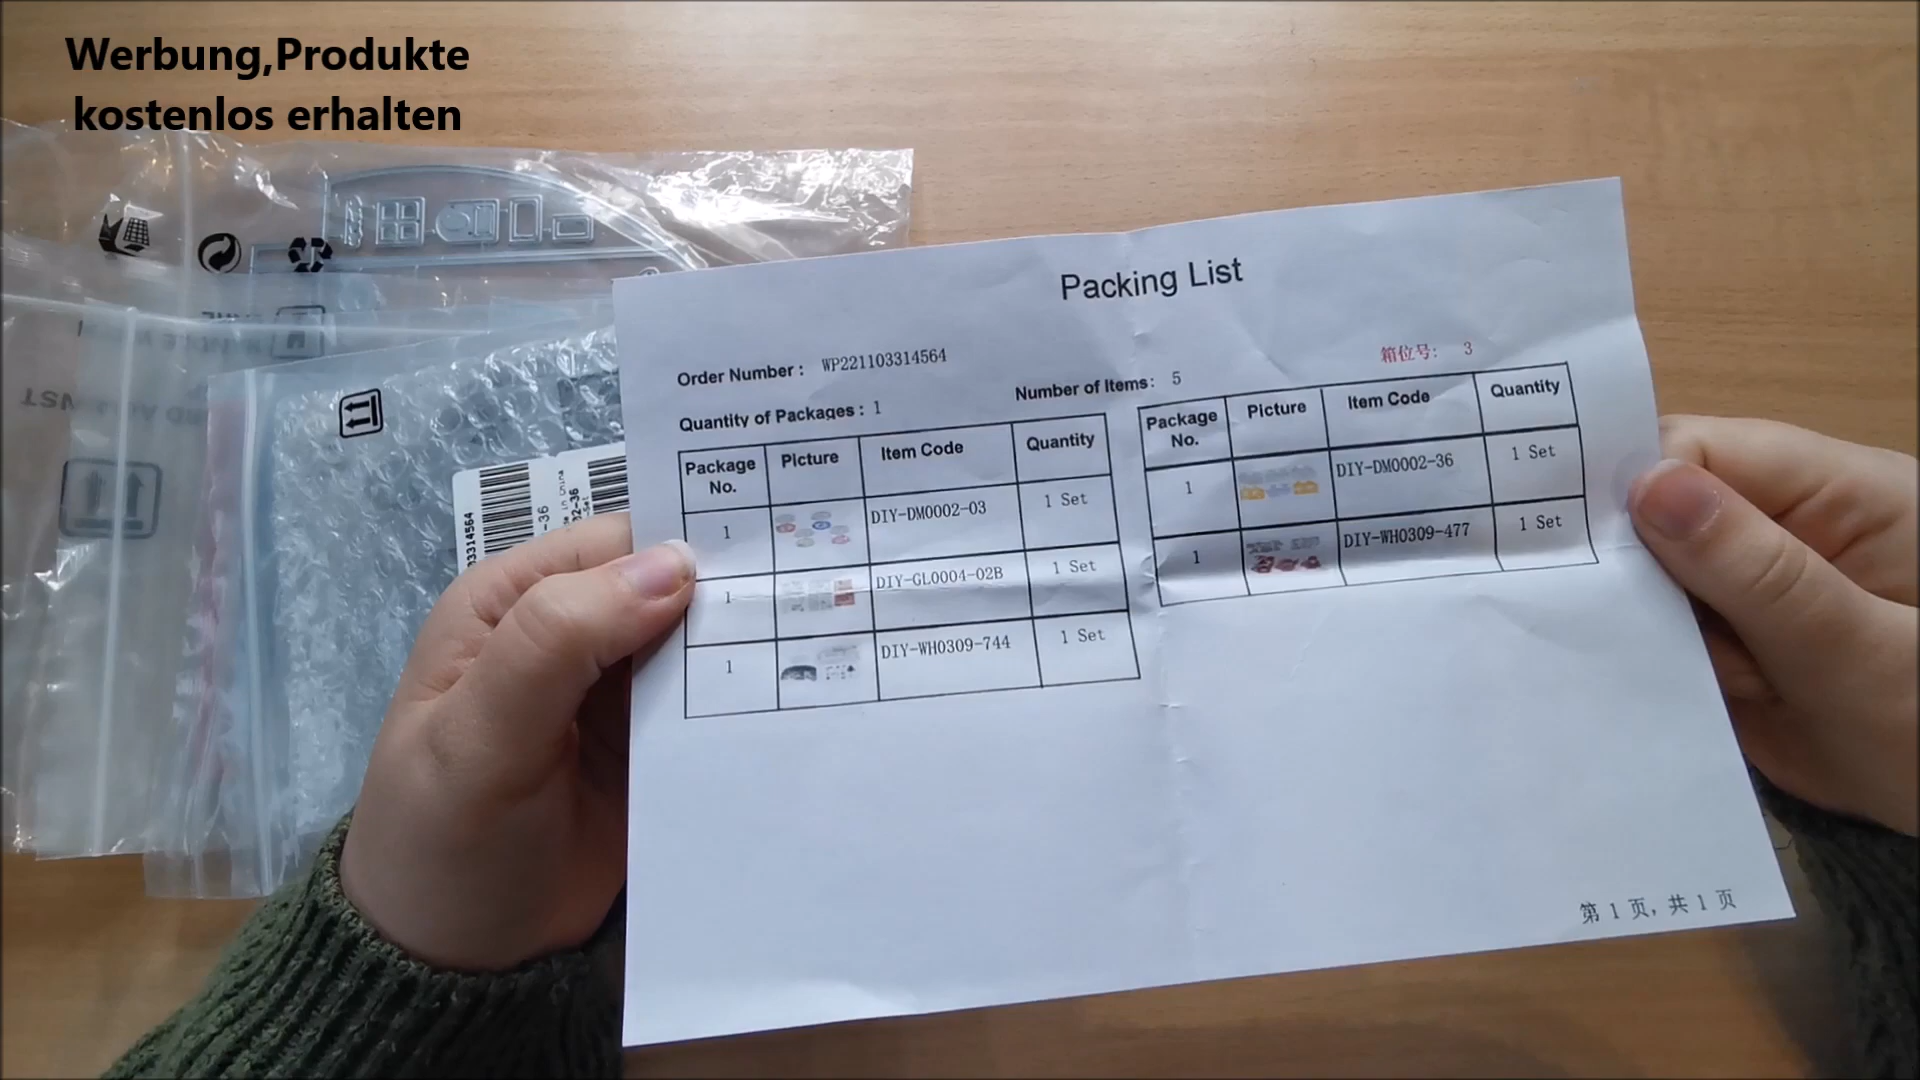 Werbung,Produkte
kostenlos erhalten
Packing List
Order Number : WP221103314564
箱位号: 3
Quantity of Packages : 1
Number of Items: 5
Package No. Picture Item Code Quantity
1 DIY-DM0002-03 1 Set
1 DIY-GL0004-02B 1 Set
1 DIY-WH0309-744 1 Set
Package No. Picture Item Code Quantity
1 DIY-DM0002-36 1 Set
1 DIY-WH0309-477 1 Set
第 1 页, 共 1 页
33314564
-36